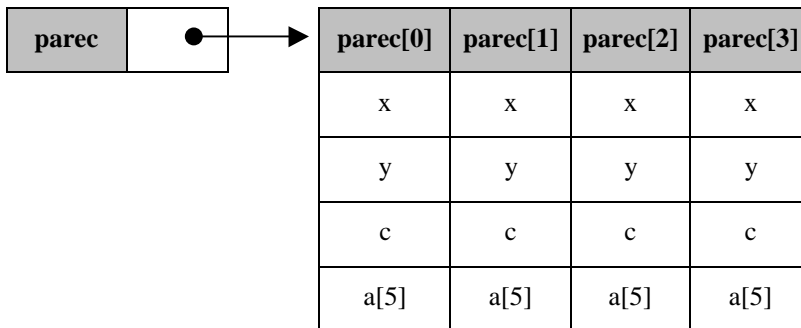 parec parec[0] parec[1] parec[2] parec[3]
x x x x
y y y y
c c c c
a[5] a[5] a[5] a[5]